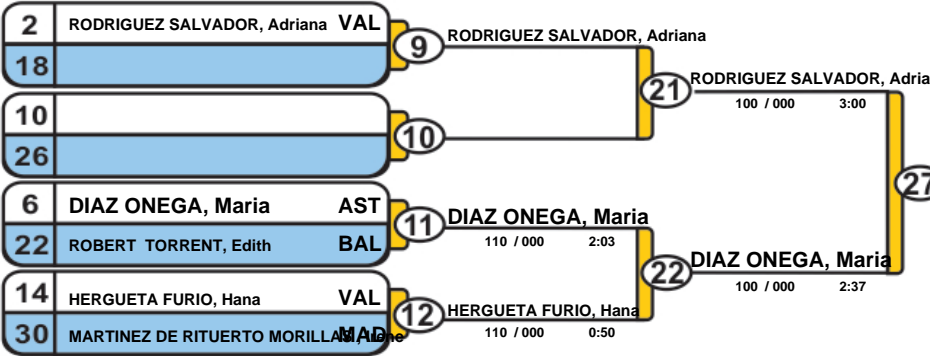 2 RODRIGUEZ SALVADOR, Adriana VAL
18
9
RODRIGUEZ SALVADOR, Adriana
10
26
10
21
RODRIGUEZ SALVADOR, Adria
100 / 000 3:00
6 DIAZ ONEGA, Maria AST
22 ROBERT TORRENT, Edith BAL
11
DIAZ ONEGA, Maria
110 / 000 2:03
14 HERGUETA FURIO, Hana VAL
30 MARTINEZ DE RITUERTO MORILLAS, Irene MAD
12
HERGUETA FURIO, Hana
110 / 000 0:50
22
DIAZ ONEGA, Maria
100 / 000 2:37
27